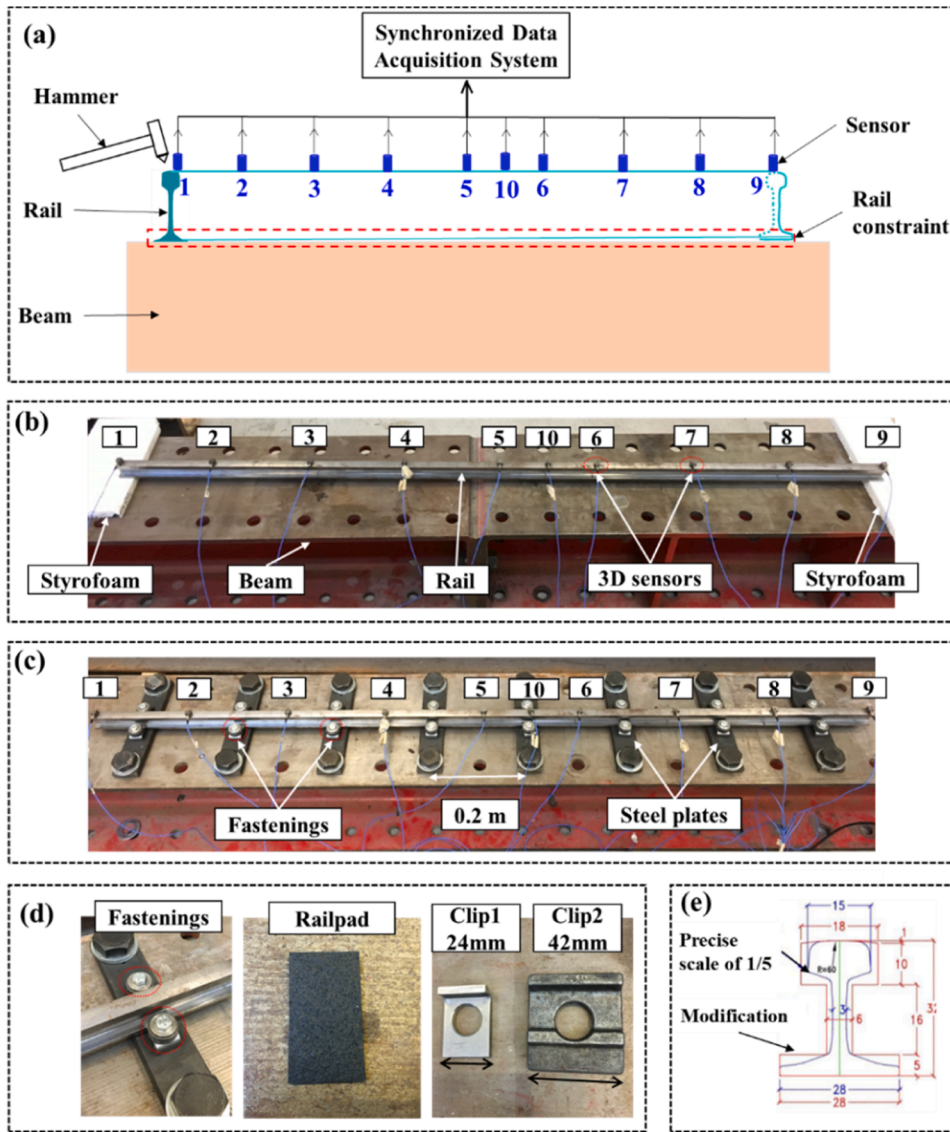 (a)
Synchronized Data
Acquisition System
Hammer
Sensor
1 2 3 4 5 10 6 7 8 9
Rail
Rail
constraint
Beam
(b)
1 2 3 4 5 10 6 7 8 9
Styrofoam
Beam
Rail
3D sensors
Styrofoam
(c)
1 2 3 4 5 10 6 7 8 9
Fastenings
0.2 m
Steel plates
(d)
Fastenings
Railpad
Clip1
24mm
Clip2
42mm
(e)
15
18
1
Precise
scale of 1/5
R=60
10
32
3
6
16
Modification
5
28
28